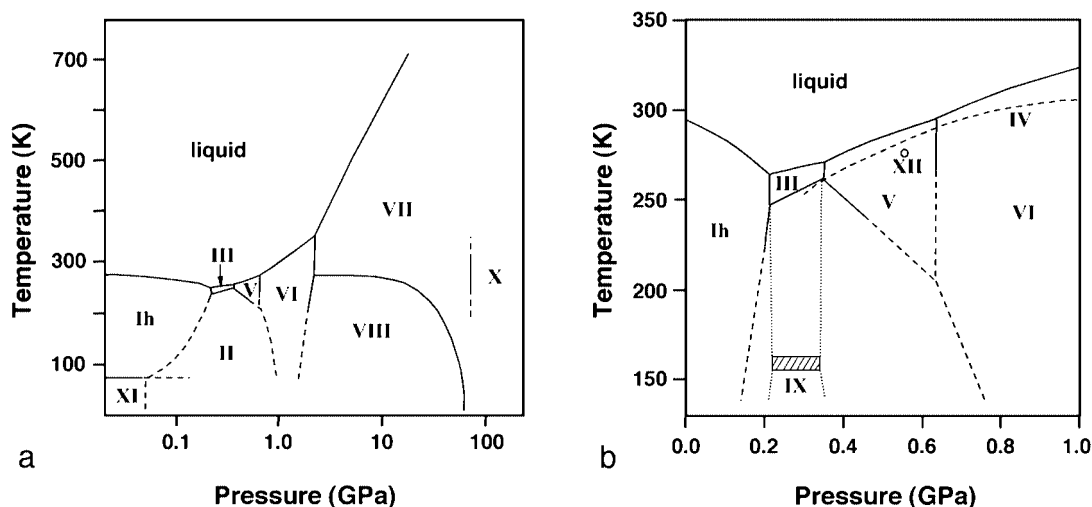 700
500
300
100
Temperature (K)
liquid
III
VII
V
VI
X
Ih
II
VIII
XI
0.1
1.0
10
100
a
Pressure (GPa)
350
300
250
200
150
Temperature (K)
liquid
IV
XII
III
V
Ih
VI
IX
0.0
0.2
0.4
0.6
0.8
1.0
b
Pressure (GPa)